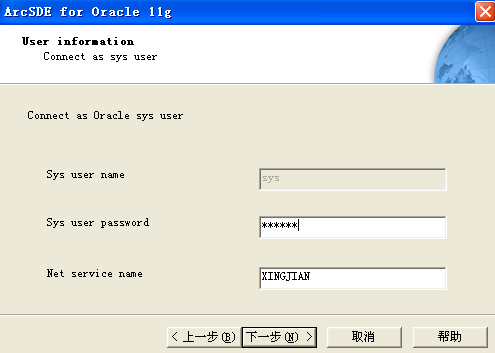 ArcSDE for Oracle 11g
User information
Connect as sys user
Connect as Oracle sys user
Sys user name
sys
Sys user password
******
Net service name
XINGJIAN
< 上一步(B) 下一步(N) > 取消 帮助